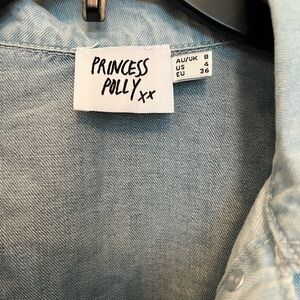 PRINCESS
POLLY xx
AU/UK 8
US 4
EU 36